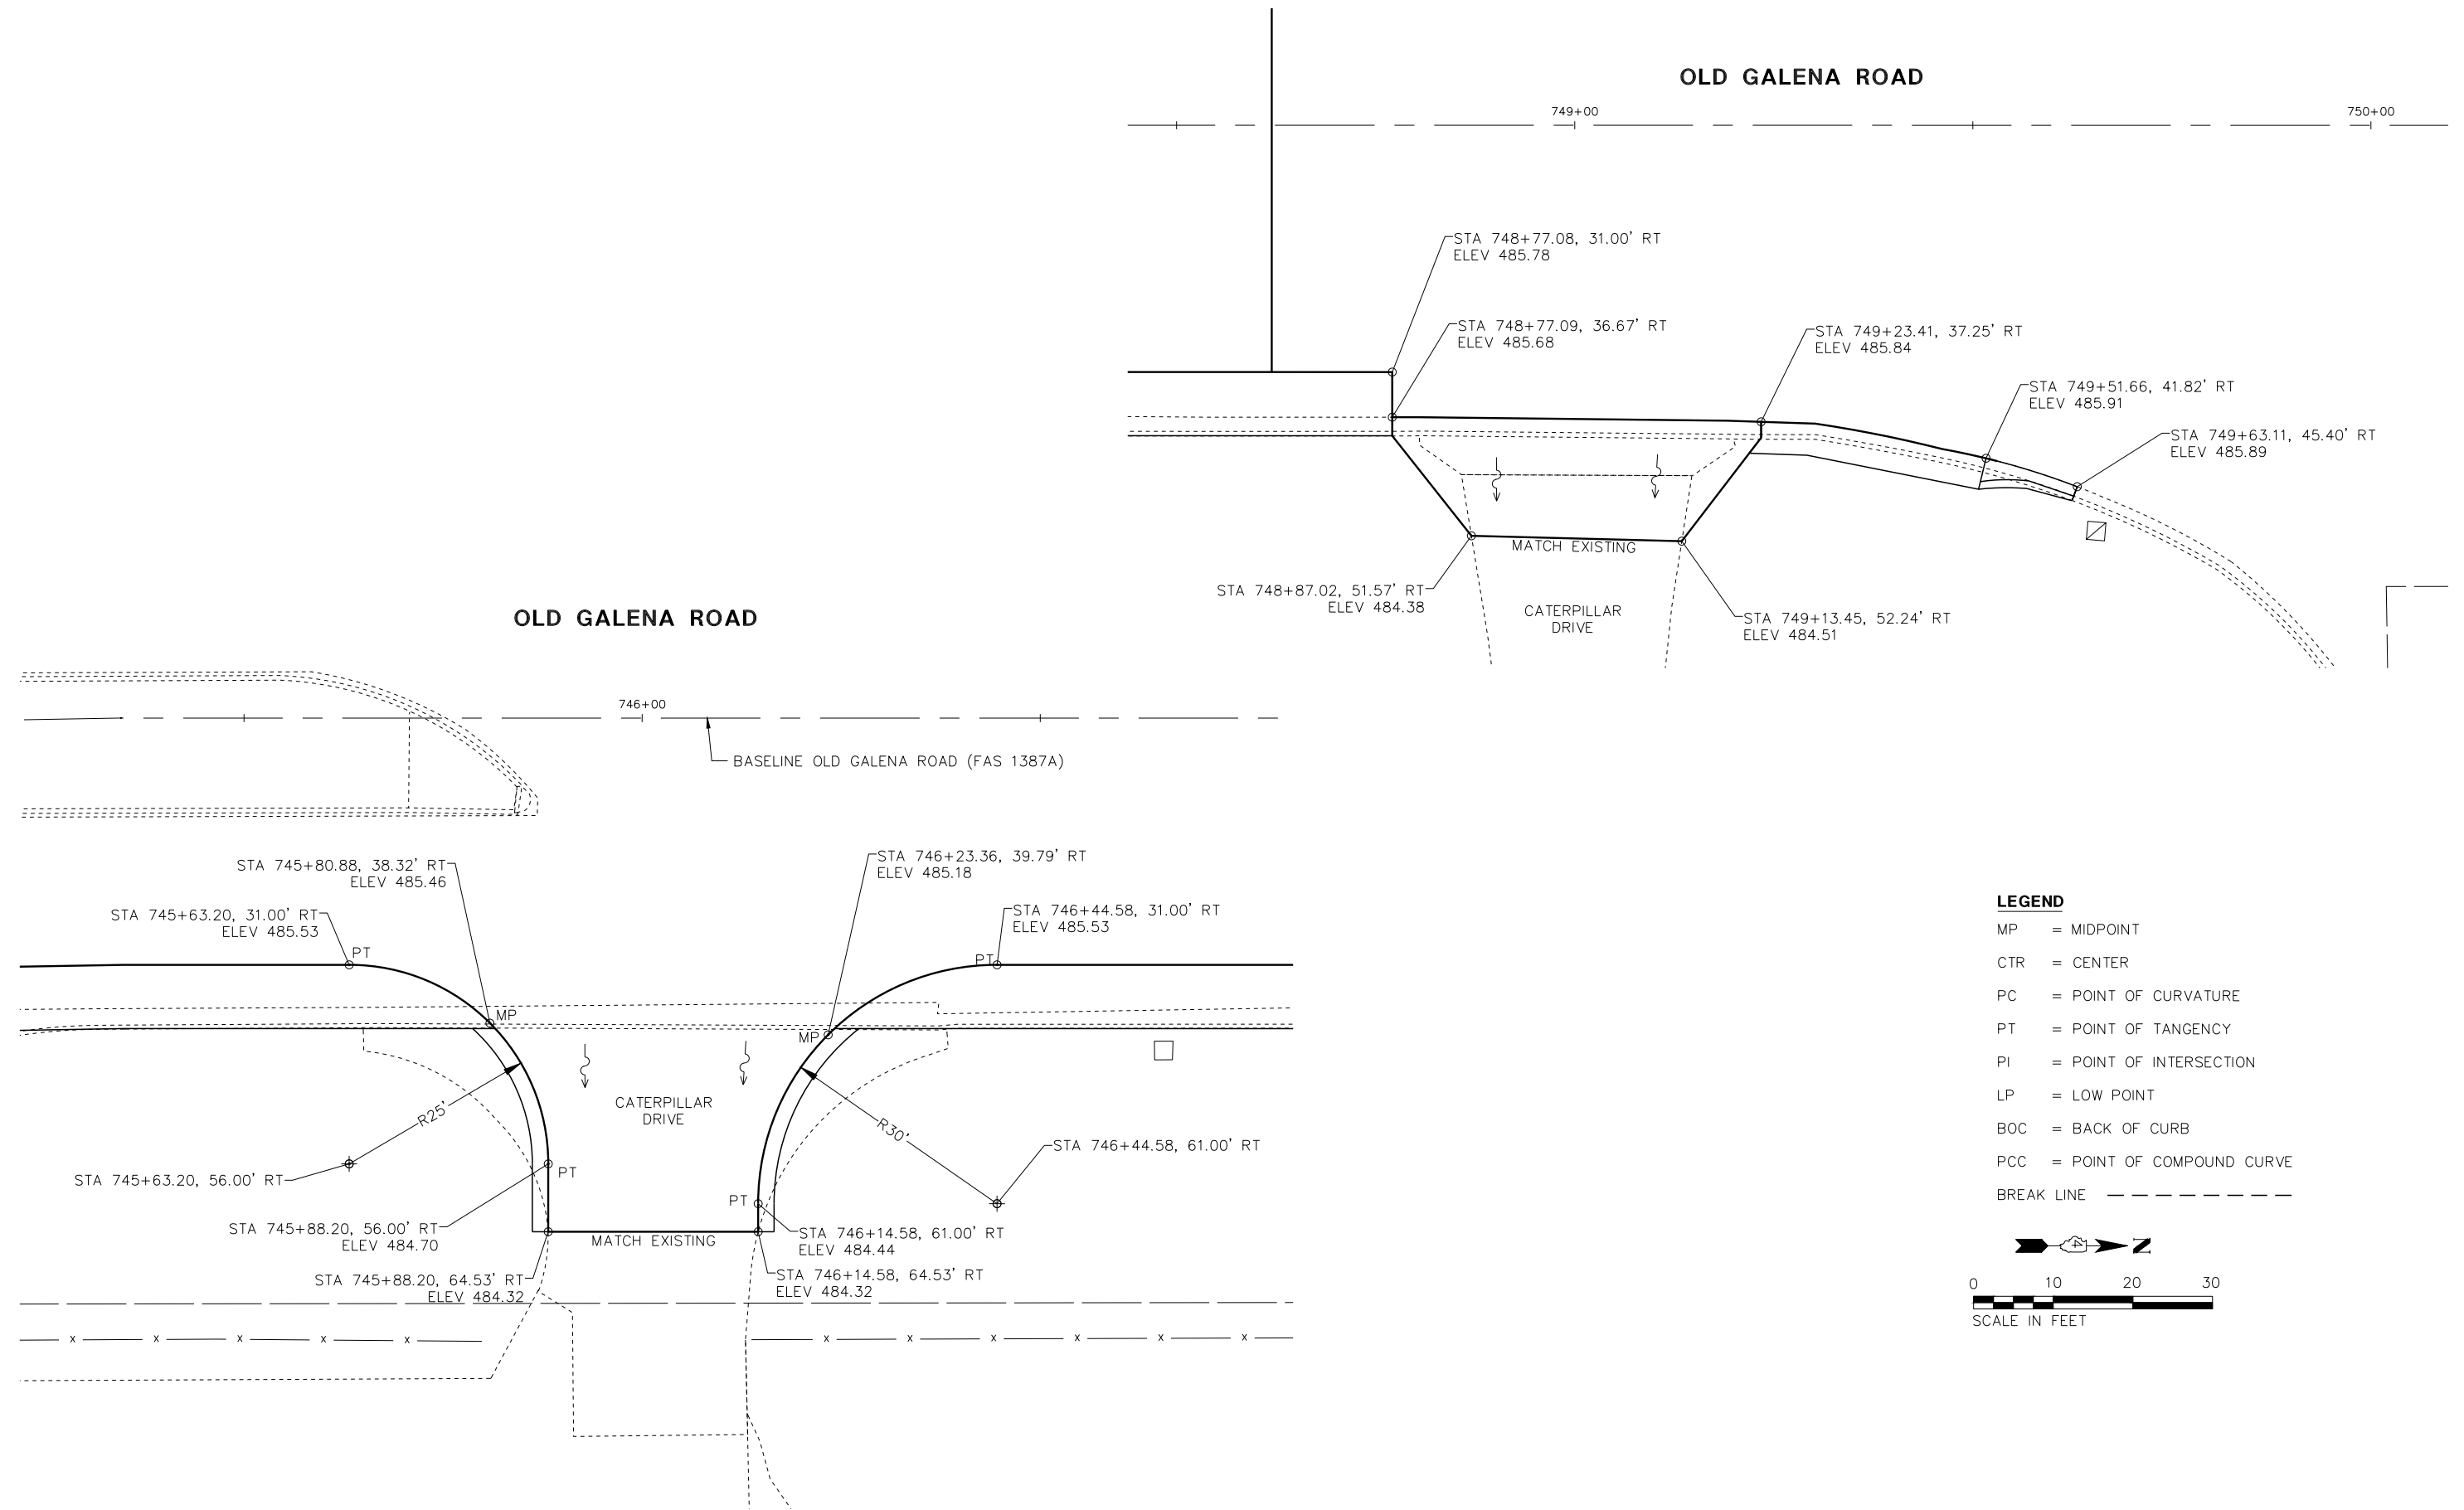 OLD GALENA ROAD
749+00
750+00
STA 748+77.08, 31.00' RT
ELEV 485.78
STA 748+77.09, 36.67' RT
ELEV 485.68
STA 749+23.41, 37.25' RT
ELEV 485.84
STA 749+51.66, 41.82' RT
ELEV 485.91
STA 749+63.11, 45.40' RT
ELEV 485.89
MATCH EXISTING
STA 748+87.02, 51.57' RT
ELEV 484.38
CATERPILLAR
DRIVE
STA 749+13.45, 52.24' RT
ELEV 484.51
OLD GALENA ROAD
746+00
BASELINE OLD GALENA ROAD (FAS 1387A)
STA 745+80.88, 38.32' RT
ELEV 485.46
STA 746+23.36, 39.79' RT
ELEV 485.18
STA 745+63.20, 31.00' RT
ELEV 485.53
STA 746+44.58, 31.00' RT
ELEV 485.53
PT
PT
MP
MP
CATERPILLAR
DRIVE
R25'
R30'
STA 746+44.58, 61.00' RT
STA 745+63.20, 56.00' RT
PT
PT
STA 745+88.20, 56.00' RT
ELEV 484.70
MATCH EXISTING
STA 746+14.58, 61.00' RT
ELEV 484.44
STA 745+88.20, 64.53' RT
ELEV 484.32
STA 746+14.58, 64.53' RT
ELEV 484.32
x x x x x x x x x x x
LEGEND
MP = MIDPOINT
CTR = CENTER
PC = POINT OF CURVATURE
PT = POINT OF TANGENCY
PI = POINT OF INTERSECTION
LP = LOW POINT
BOC = BACK OF CURB
PCC = POINT OF COMPOUND CURVE
BREAK LINE
Z
0 10 20 30
SCALE IN FEET